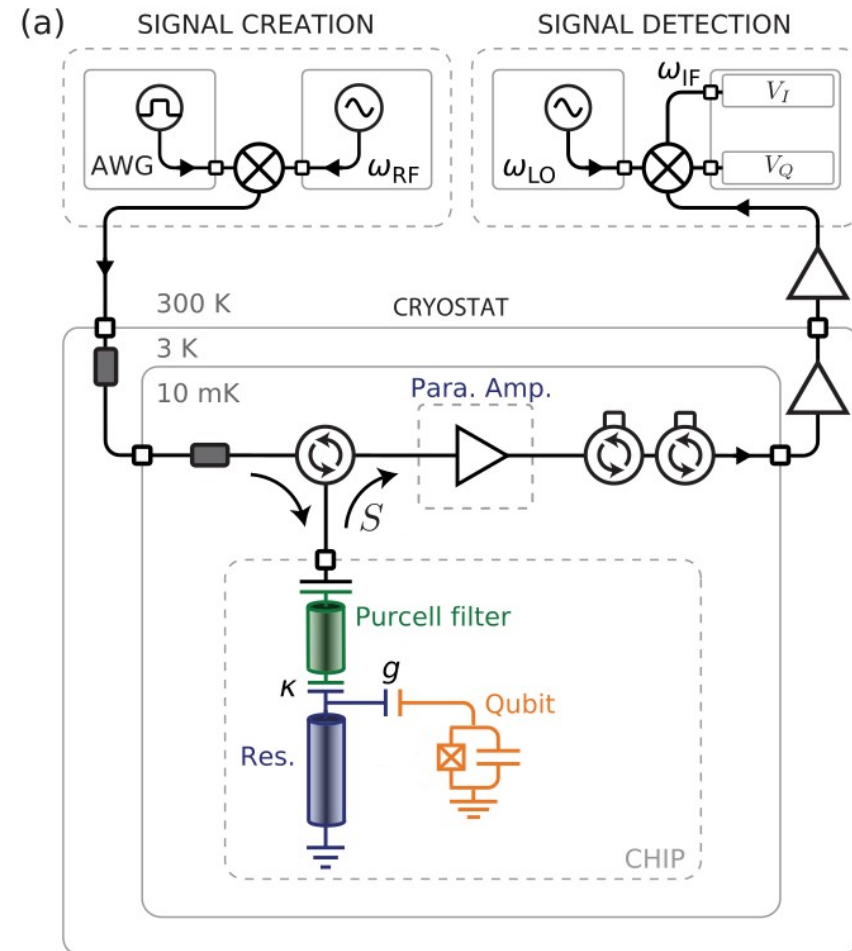 (a)
SIGNAL CREATION
SIGNAL DETECTION
AWG
ω_RF
ω_LO
ω_IF
V_I
V_Q
300 K
CRYOSTAT
3 K
10 mK
Para. Amp.
S
Purcell filter
κ
g
Qubit
Res.
CHIP